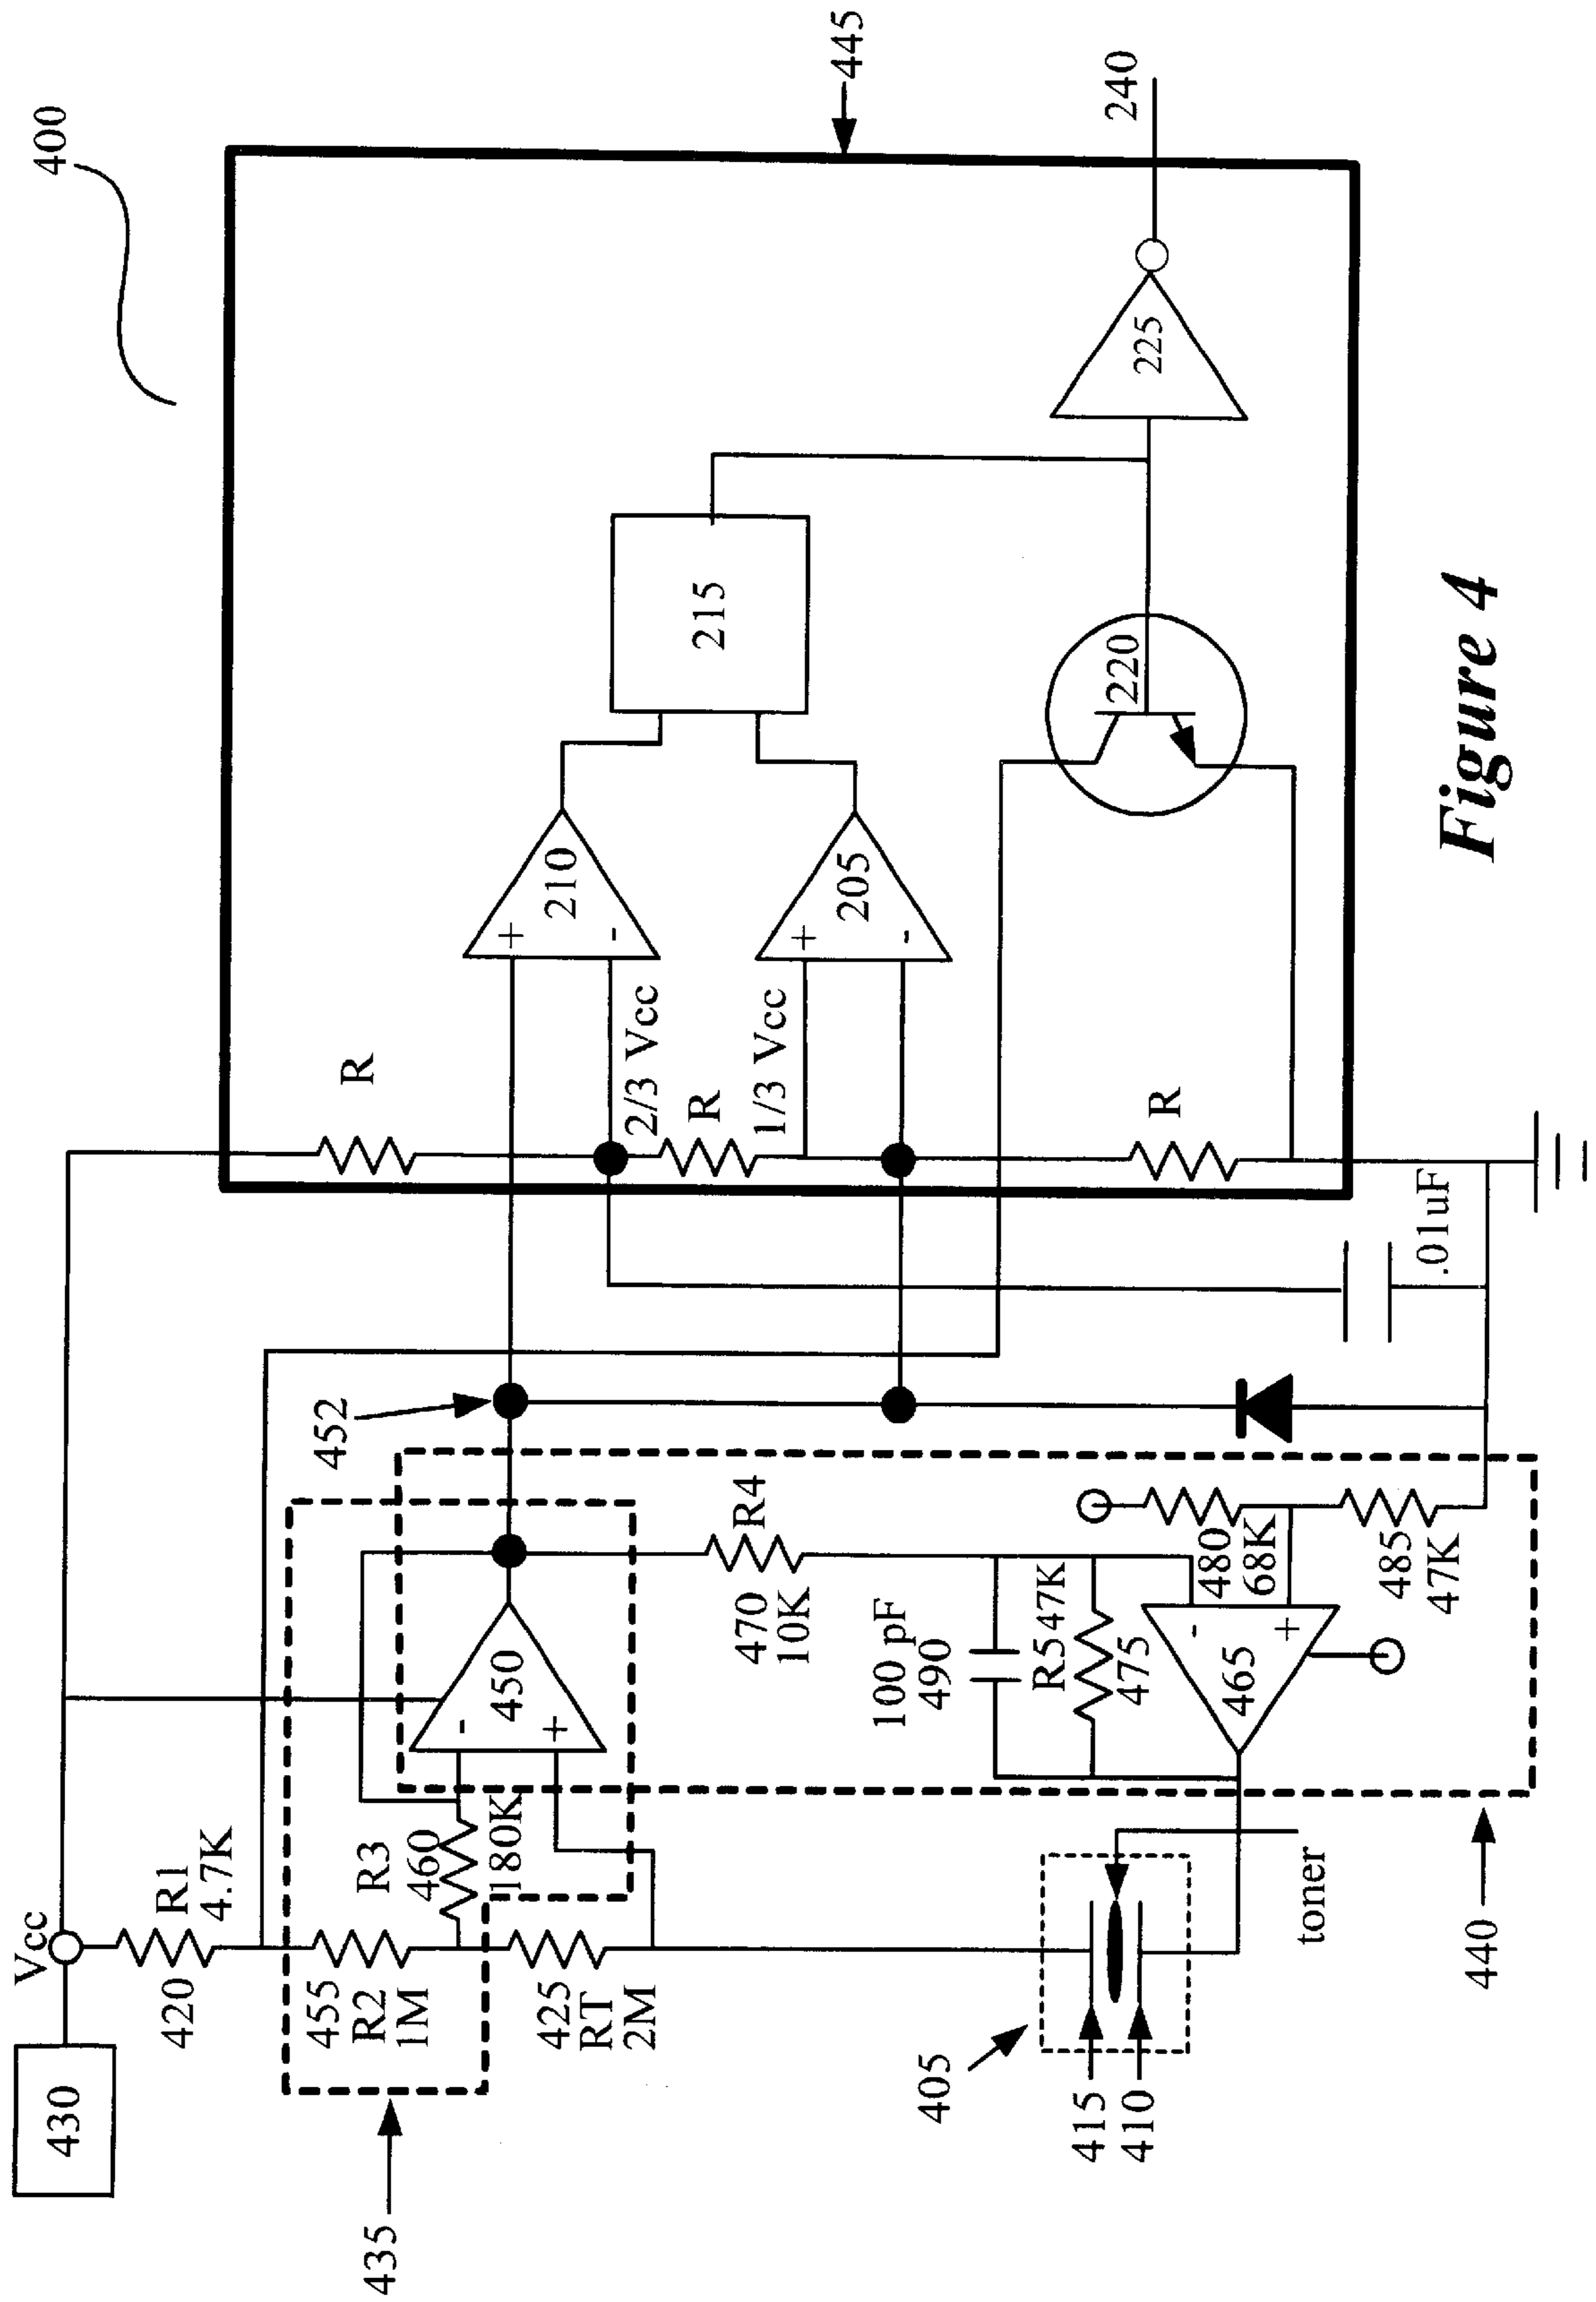 400
445
240
Vcc
430
R1
4.7K
420
R
452
435
455
R2
1M
R3
460
180K
-
+
450
+
-
210
215
2/3 Vcc
R
1/3 Vcc
+
-
205
425
RT
2M
R4
470
10K
220
225
R
405
415
410
toner
100 pF
490
R5 47K
475
480
68K
-
+
465
485
47K
.01uF
440
Figure 4